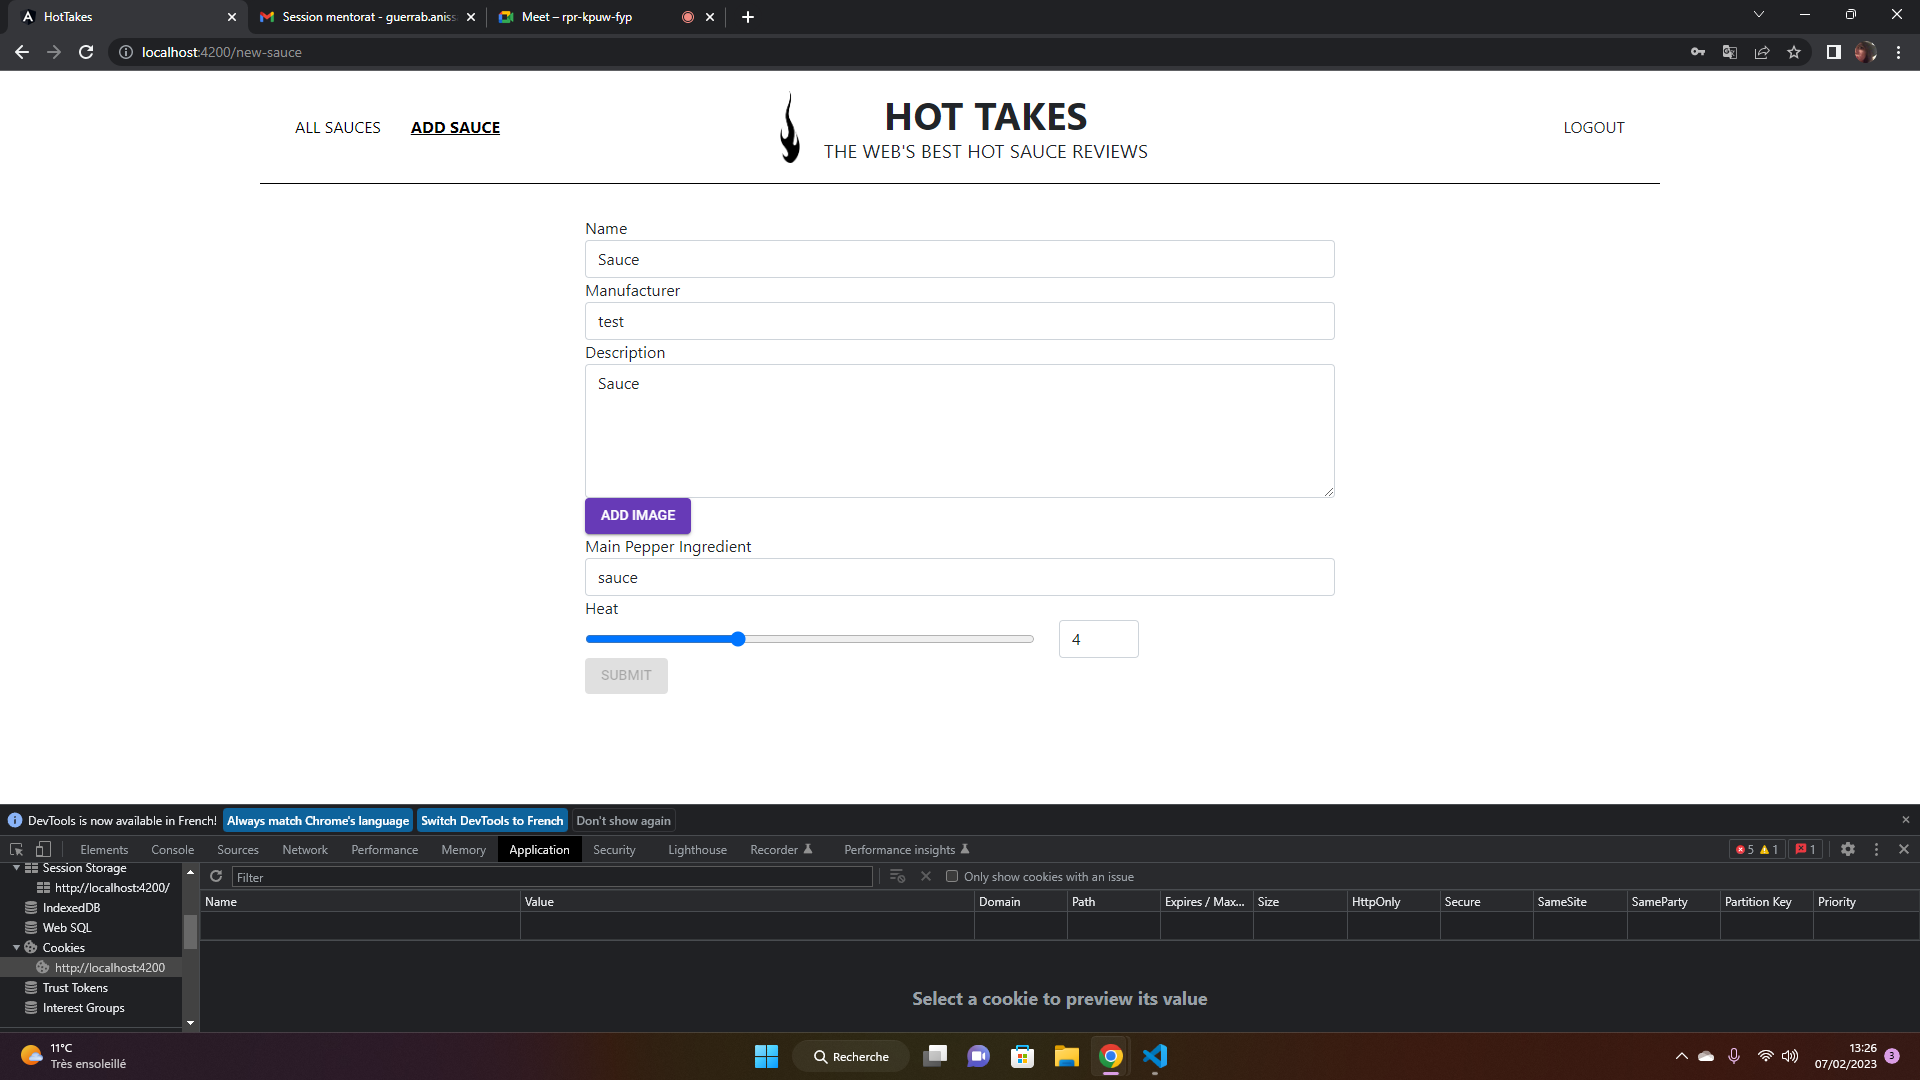 HotTakes
Session mentorat - guerrab.aniss
Meet – rpr-kpuw-fyp
localhost:4200/new-sauce
ALL SAUCES
ADD SAUCE
HOT TAKES
THE WEB'S BEST HOT SAUCE REVIEWS
LOGOUT
Name
Sauce
Manufacturer
test
Description
Sauce
ADD IMAGE
Main Pepper Ingredient
sauce
Heat
4
SUBMIT
DevTools is now available in French! Always match Chrome's language Switch DevTools to French Don't show again
Elements Console Sources Network Performance Memory Application Security Lighthouse Recorder Performance insights 5 1 1
Session Storage
http://localhost:4200/
IndexedDB
Web SQL
Cookies
http://localhost:4200
Trust Tokens
Interest Groups
Filter
Only show cookies with an issue
Name Value Domain Path Expires / Max... Size HttpOnly Secure SameSite SameParty Partition Key Priority
Select a cookie to preview its value
11°C
Très ensoleillé
Recherche
13:26
07/02/2023
3